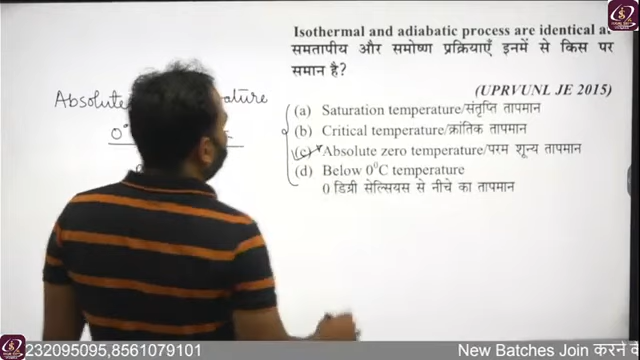 Isothermal and adiabatic process are identical at
समतापीय और समोष्ण प्रक्रियाएँ इनमें से किस पर
समान है?
(UPRVUNL JE 2015)
(a) Saturation temperature/संतृप्ति तापमान
(b) Critical temperature/क्रांतिक तापमान
(c) Absolute zero temperature/परम शून्य तापमान
(d) Below 0⁰C temperature
0 डिग्री सेल्सियस से नीचे का तापमान
Absolute
0°
232095095,8561079101
New Batches Join करने